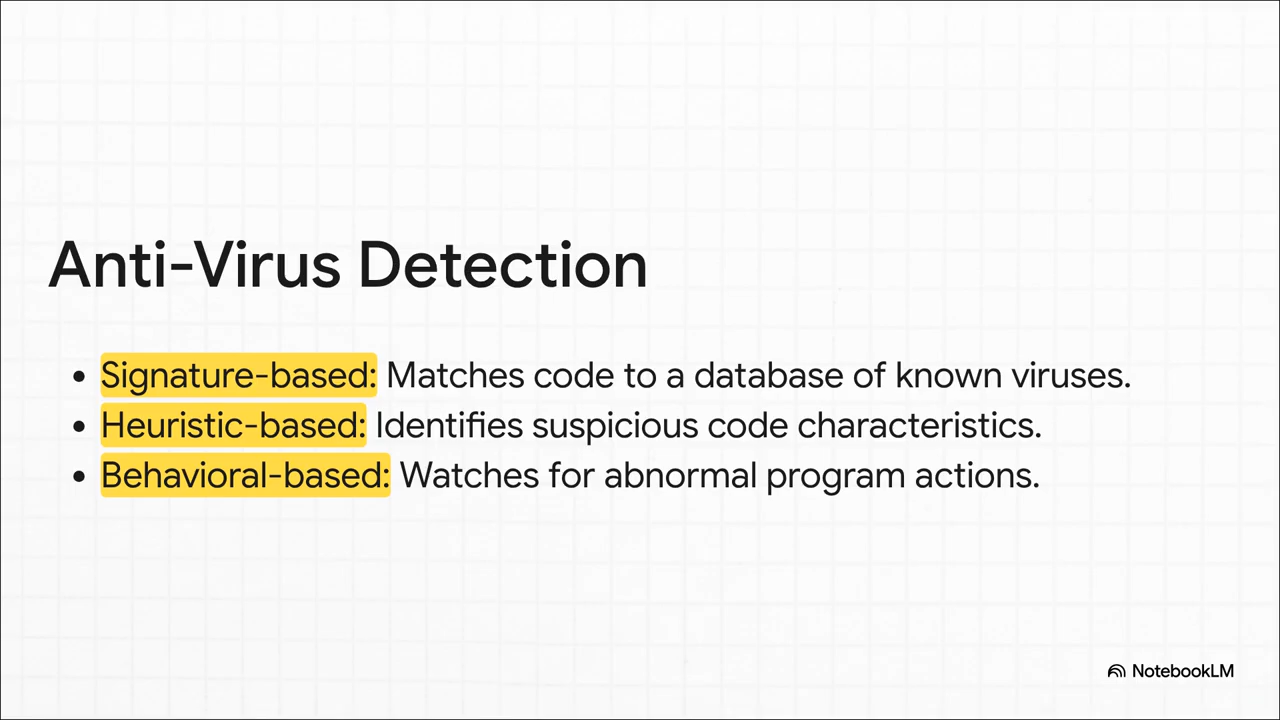 Anti-Virus Detection
• Signature-based: Matches code to a database of known viruses.
• Heuristic-based: Identifies suspicious code characteristics.
• Behavioral-based: Watches for abnormal program actions.
NotebookLM